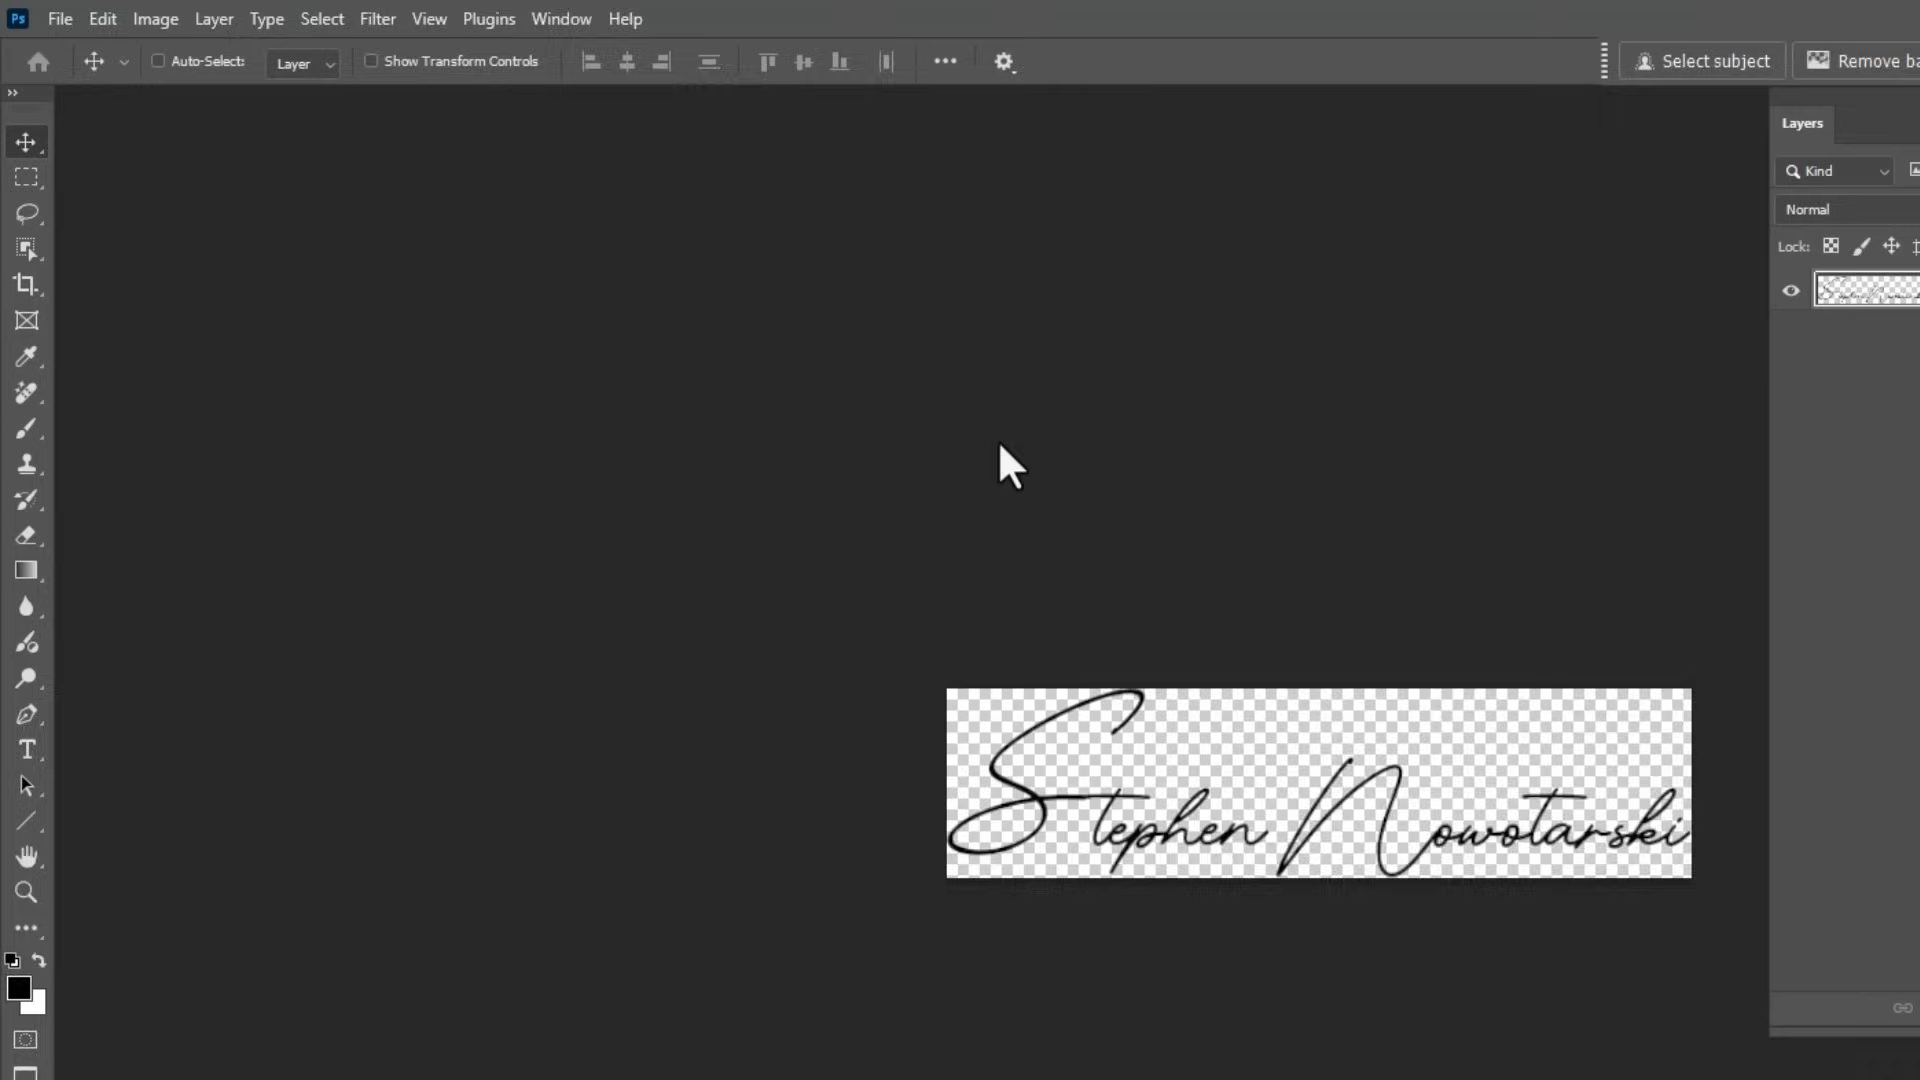 Ps File Edit Image Layer Type Select Filter View Plugins Window Help
Auto-Select: Layer Show Transform Controls Select subject Remove ba
Layers
Kind
Normal
Lock:
Stephen Nowotarski